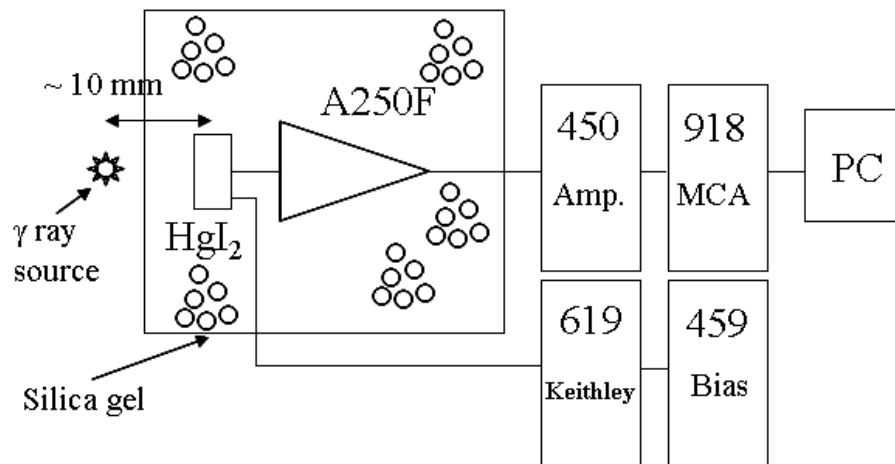 ~ 10 mm
A250F
γ ray
source
HgI₂
Silica gel
450
Amp.
918
MCA
PC
619
Keithley
459
Bias